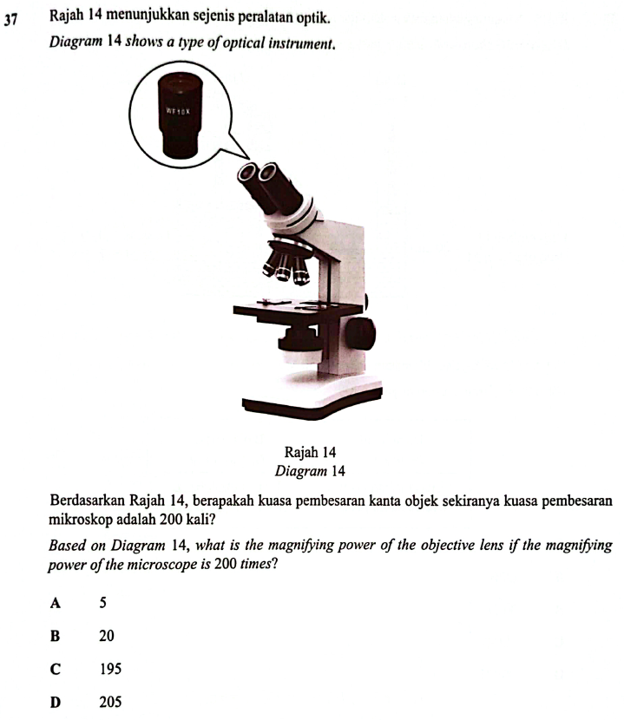 37 Rajah 14 menunjukkan sejenis peralatan optik.
Diagram 14 shows a type of optical instrument.
WF10X
Rajah 14
Diagram 14
Berdasarkan Rajah 14, berapakah kuasa pembesaran kanta objek sekiranya kuasa pembesaran
mikroskop adalah 200 kali?
Based on Diagram 14, what is the magnifying power of the objective lens if the magnifying
power of the microscope is 200 times?
A 5
B 20
C 195
D 205